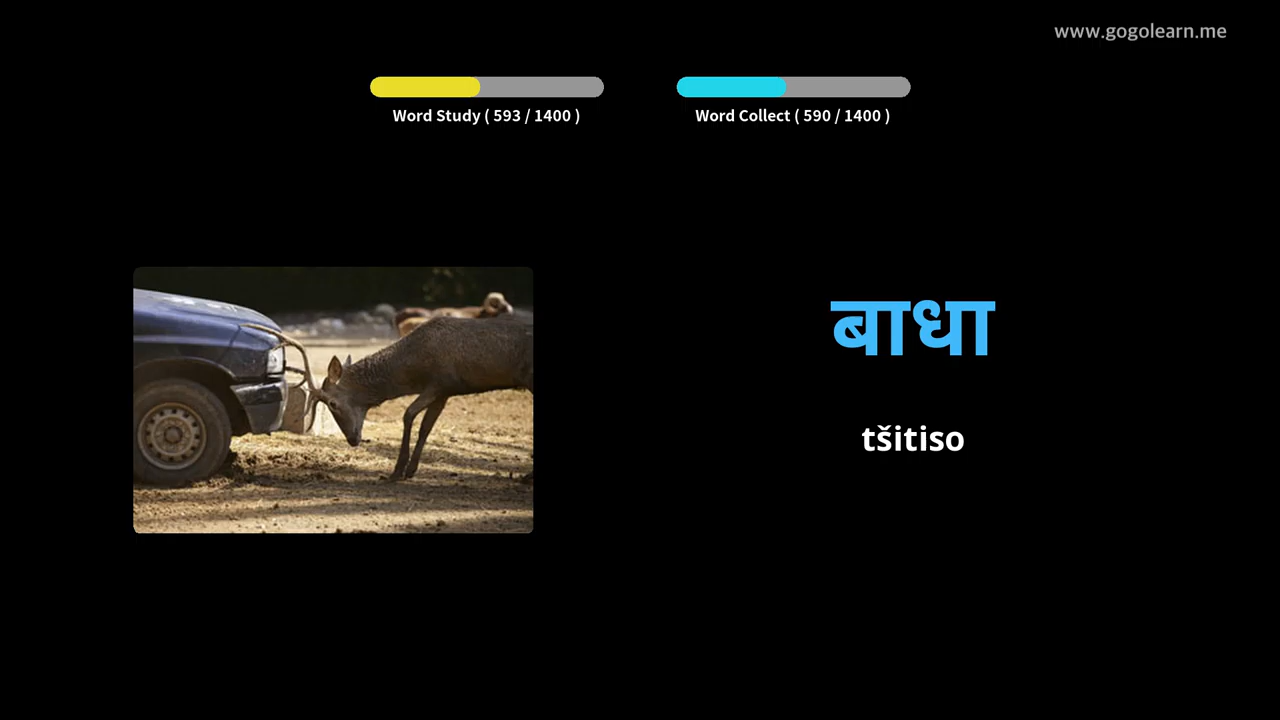 www.gogolearn.me
Word Study ( 593 / 1400 )
Word Collect ( 590 / 1400 )
बाधा
tšitiso